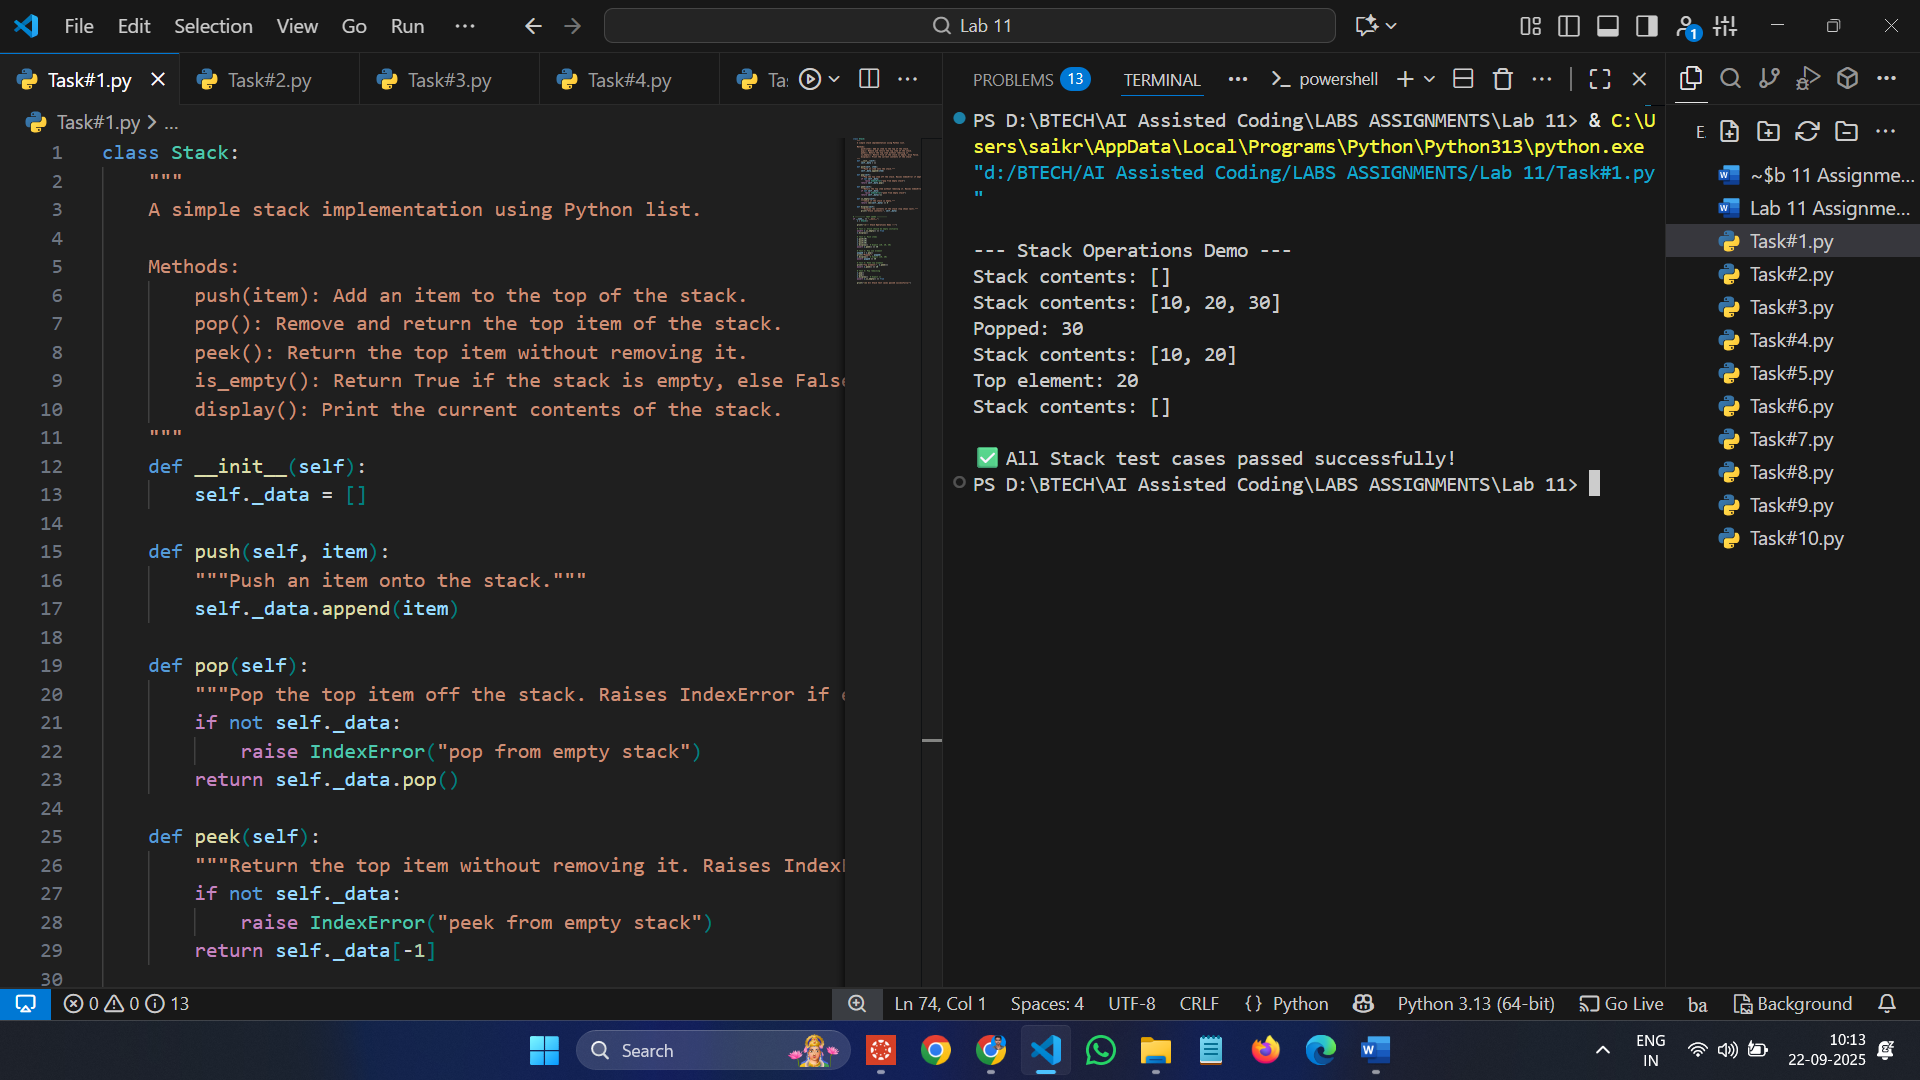 File Edit Selection View Go Run
Lab 11
Task#1.py
Task#2.py
Task#3.py
Task#4.py
Task#1.py > ...
1 class Stack:
2 """
3 A simple stack implementation using Python list.
4
5 Methods:
6 push(item): Add an item to the top of the stack.
7 pop(): Remove and return the top item of the stack.
8 peek(): Return the top item without removing it.
9 is_empty(): Return True if the stack is empty, else False
10 display(): Print the current contents of the stack.
11 """
12 def __init__(self):
13 self._data = []
14
15 def push(self, item):
16 """Push an item onto the stack."""
17 self._data.append(item)
18
19 def pop(self):
20 """Pop the top item off the stack. Raises IndexError if
21 if not self._data:
22 raise IndexError("pop from empty stack")
23 return self._data.pop()
24
25 def peek(self):
26 """Return the top item without removing it. Raises Index
27 if not self._data:
28 raise IndexError("peek from empty stack")
29 return self._data[-1]
30
PROBLEMS 13 TERMINAL ... powershell
PS D:\BTECH\AI Assisted Coding\LABS ASSIGNMENTS\Lab 11> & C:\U
sers\saikr\AppData\Local\Programs\Python\Python313\python.exe
"d:/BTECH/AI Assisted Coding/LABS ASSIGNMENTS/Lab 11/Task#1.py
"
--- Stack Operations Demo ---
Stack contents: []
Stack contents: [10, 20, 30]
Popped: 30
Stack contents: [10, 20]
Top element: 20
Stack contents: []
✅ All Stack test cases passed successfully!
PS D:\BTECH\AI Assisted Coding\LABS ASSIGNMENTS\Lab 11>
1
E
~$b 11 Assignme...
Lab 11 Assignme...
Task#1.py
Task#2.py
Task#3.py
Task#4.py
Task#5.py
Task#6.py
Task#7.py
Task#8.py
Task#9.py
Task#10.py
0 0 13
Ln 74, Col 1 Spaces: 4 UTF-8 CRLF {} Python Python 3.13 (64-bit) Go Live ba Background
Search
ENG
IN
10:13
22-09-2025